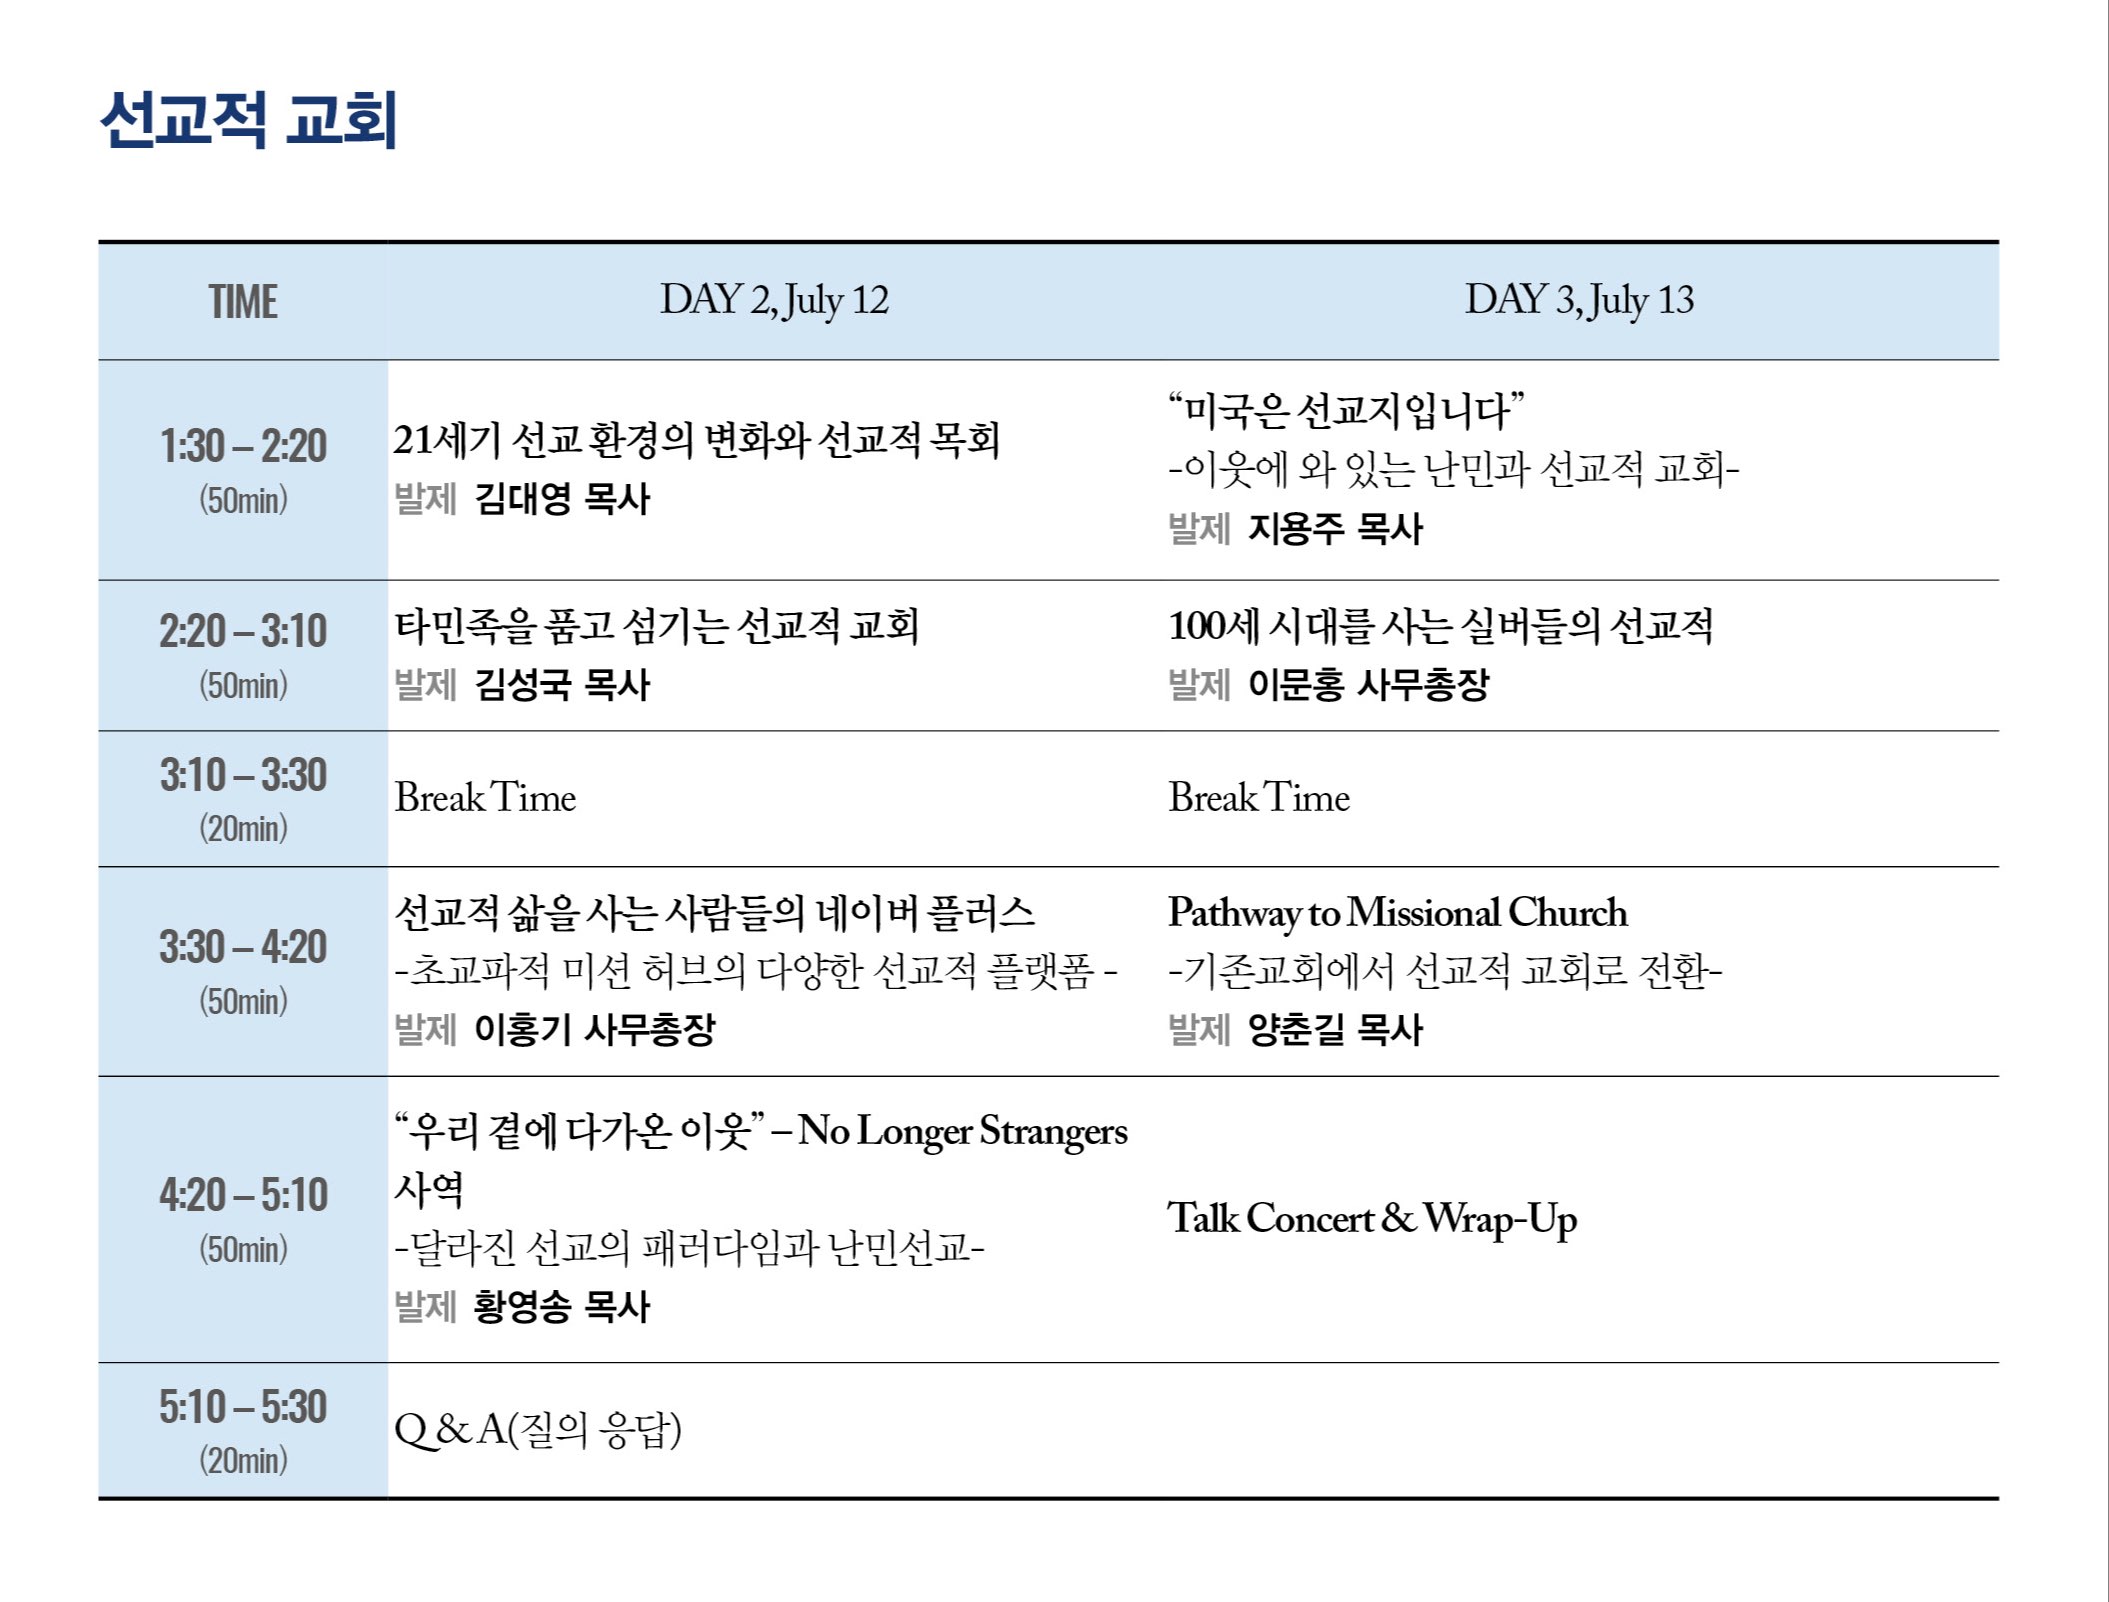 선교적 교회
TIME
DAY 2, July 12
DAY 3, July 13
1:30 – 2:20
(50min)
21세기 선교 환경의 변화와 선교적 목회
발제 김대영 목사
“미국은 선교지입니다”
-이웃에 와 있는 난민과 선교적 교회-
발제 지용주 목사
2:20 – 3:10
(50min)
타민족을 품고 섬기는 선교적 교회
발제 김성국 목사
100세 시대를 사는 실버들의 선교적
발제 이문홍 사무총장
3:10 – 3:30
(20min)
Break Time
Break Time
3:30 – 4:20
(50min)
선교적 삶을 사는 사람들의 네이버 플러스
-초교파적 미션 허브의 다양한 선교적 플랫폼 -
발제 이홍기 사무총장
Pathway to Missional Church
-기존교회에서 선교적 교회로 전환-
발제 양춘길 목사
4:20 – 5:10
(50min)
“우리 곁에 다가온 이웃” – No Longer Strangers
사역
-달라진 선교의 패러다임과 난민선교-
발제 황영송 목사
Talk Concert & Wrap-Up
5:10 – 5:30
(20min)
Q & A(질의 응답)